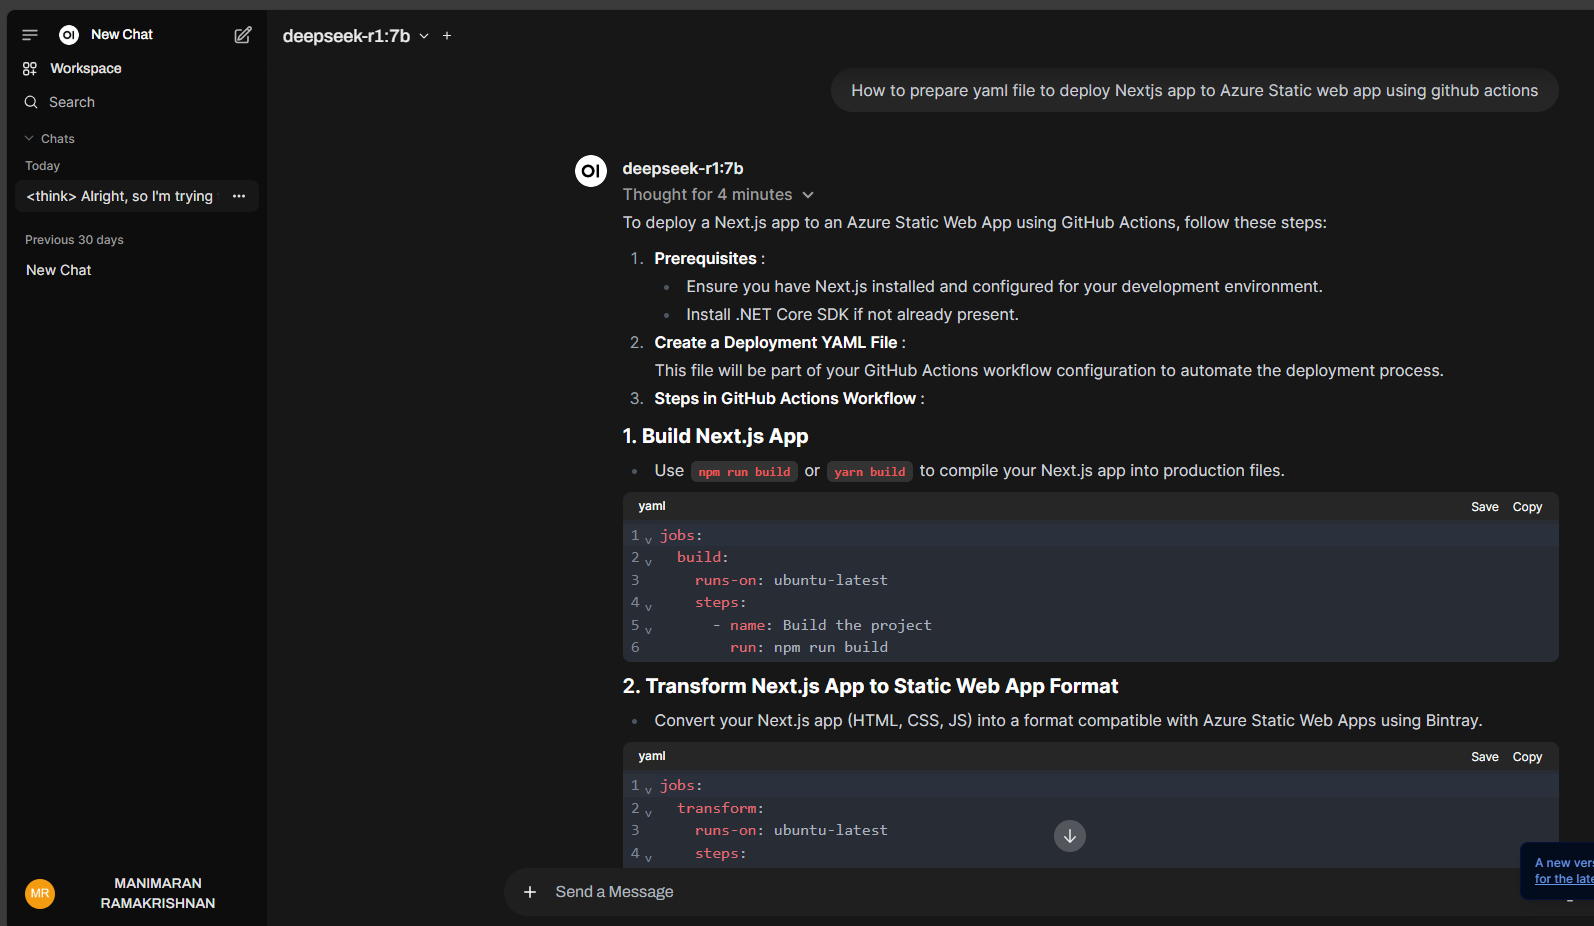 New Chat
Workspace
Search
Chats
Today
<think> Alright, so I'm trying
Previous 30 days
New Chat
MR
MANIMARAN
RAMAKRISHNAN
deepseek-r1:7b
How to prepare yaml file to deploy Nextjs app to Azure Static web app using github actions
OI
deepseek-r1:7b
Thought for 4 minutes
To deploy a Next.js app to an Azure Static Web App using GitHub Actions, follow these steps:
1. Prerequisites :
Ensure you have Next.js installed and configured for your development environment.
Install .NET Core SDK if not already present.
2. Create a Deployment YAML File :
This file will be part of your GitHub Actions workflow configuration to automate the deployment process.
3. Steps in GitHub Actions Workflow :
1. Build Next.js App
Use npm run build or yarn build to compile your Next.js app into production files.
yaml Save Copy
1 jobs:
2 build:
3 runs-on: ubuntu-latest
4 steps:
5 - name: Build the project
6 run: npm run build
2. Transform Next.js App to Static Web App Format
Convert your Next.js app (HTML, CSS, JS) into a format compatible with Azure Static Web Apps using Bintray.
yaml Save Copy
1 jobs:
2 transform:
3 runs-on: ubuntu-latest
4 steps:
Send a Message
A new ver
for the late